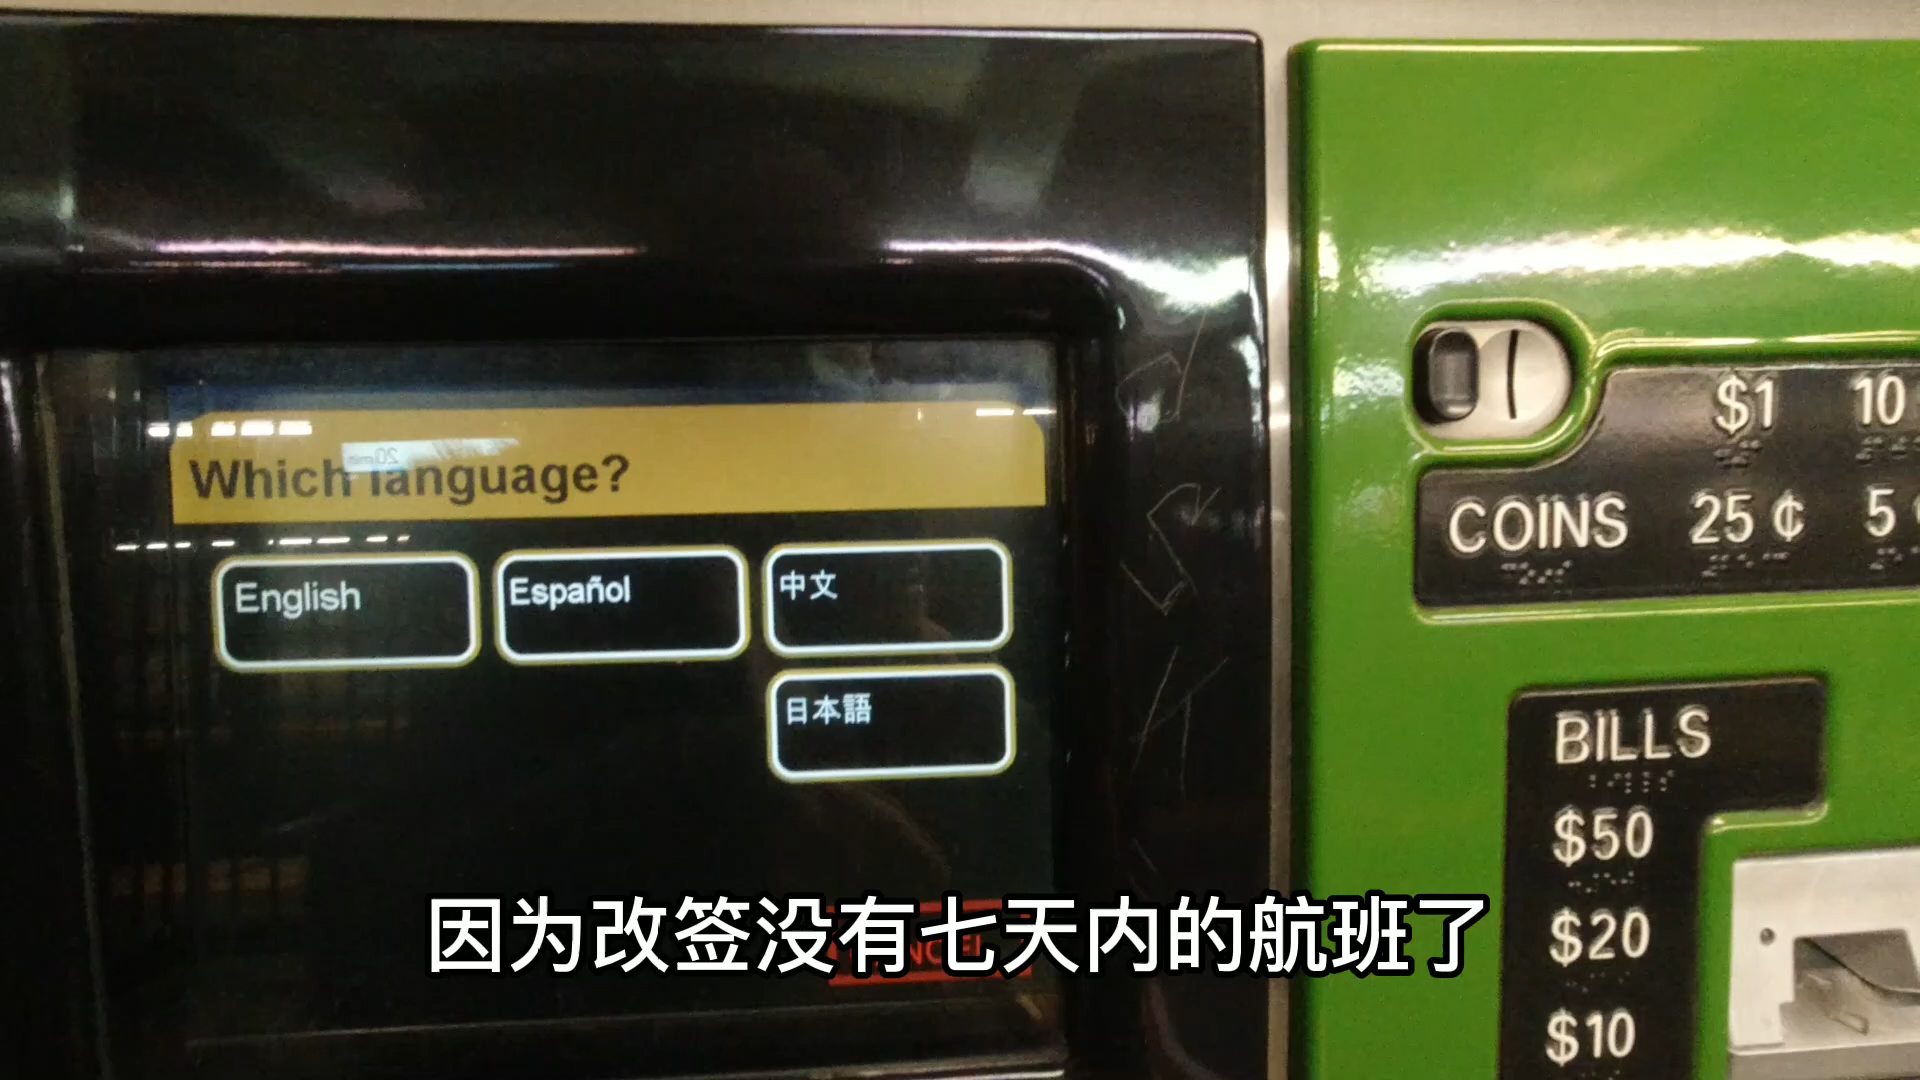 Which language?
English
Español
中文
日本語
$1 10
COINS 25¢ 5¢
BILLS
$50
$20
$10
因为改签没有七天内的航班了